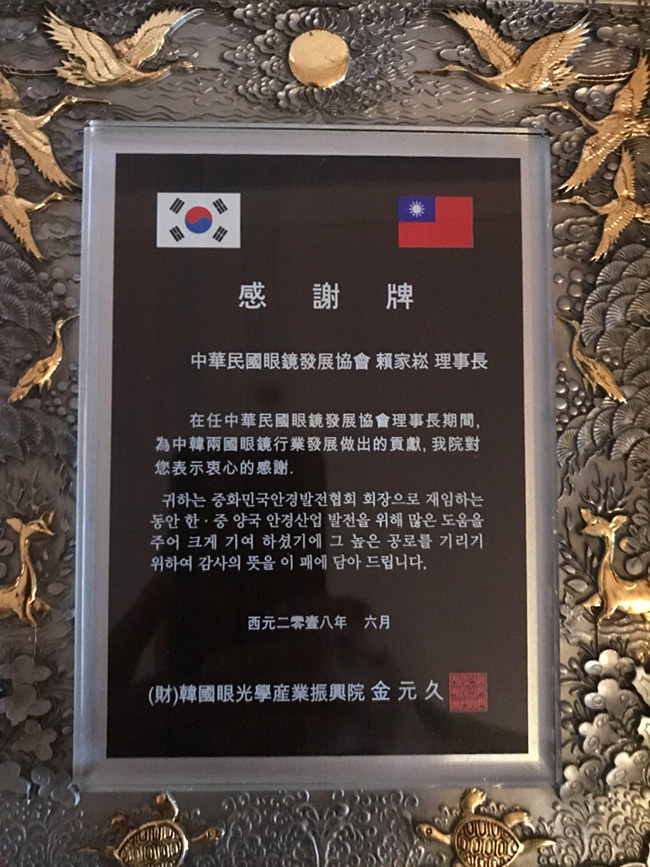 感謝牌
中華民國眼鏡發展協會 賴家崧 理事長
在任中華民國眼鏡發展協會理事長期間,
為中韓兩國眼鏡行業發展做出的貢獻, 我院對
您表示衷心的感謝.
귀하는 중화민국안경발전협회 회장으로 재임하는
동안 한·중 양국 안경산업 발전을 위해 많은 도움을
주어 크게 기여 하셨기에 그 높은 공로를 기리기
위하여 감사의 뜻을 이 패에 담아 드립니다.
西元二零壹八年 六月
(財)韓國眼光學産業振興院 金元久